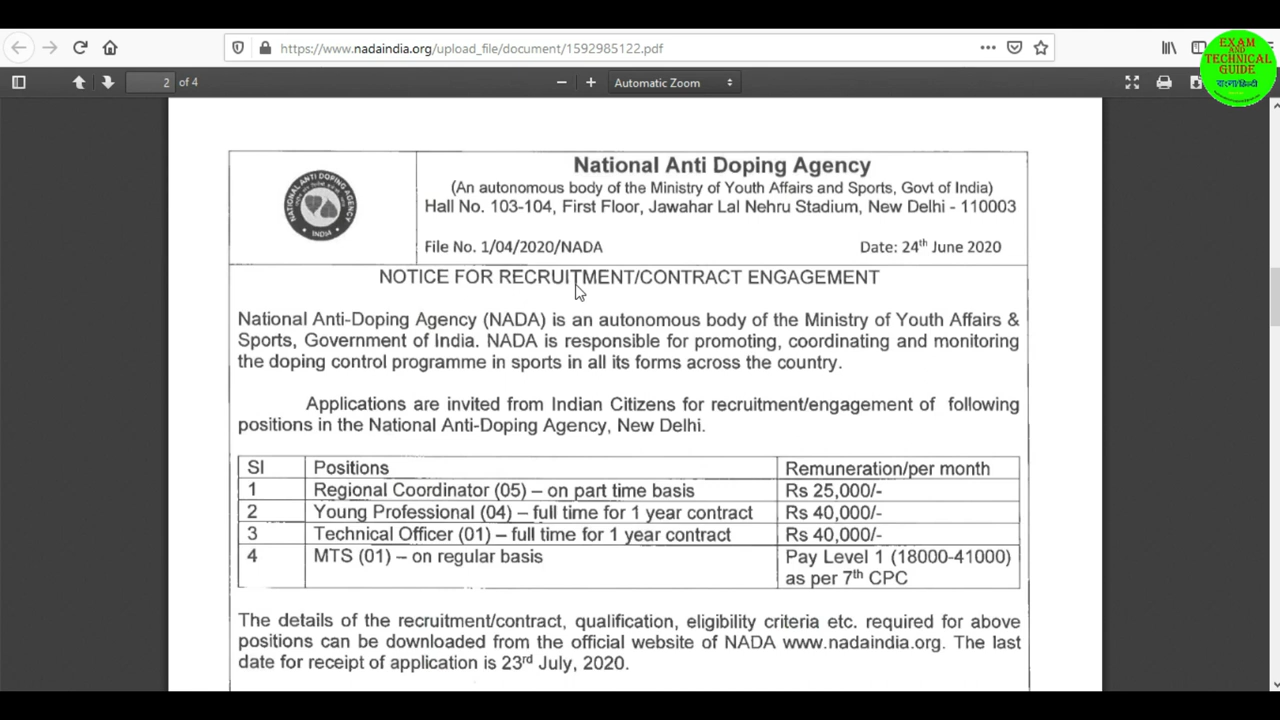 https://www.nadaindia.org/upload_file/document/1592985122.pdf
EXAM
AND
TECHNICAL
GUIDE
বাংলা/हिन्दी
2 of 4
Automatic Zoom
NATIONAL ANTI DOPING AGENCY
INDIA
National Anti Doping Agency
(An autonomous body of the Ministry of Youth Affairs and Sports, Govt of India)
Hall No. 103-104, First Floor, Jawahar Lal Nehru Stadium, New Delhi - 110003
File No. 1/04/2020/NADA Date: 24th June 2020
NOTICE FOR RECRUITMENT/CONTRACT ENGAGEMENT
National Anti-Doping Agency (NADA) is an autonomous body of the Ministry of Youth Affairs &
Sports, Government of India. NADA is responsible for promoting, coordinating and monitoring
the doping control programme in sports in all its forms across the country.
Applications are invited from Indian Citizens for recruitment/engagement of following
positions in the National Anti-Doping Agency, New Delhi.
SI Positions Remuneration/per month
1 Regional Coordinator (05) – on part time basis Rs 25,000/-
2 Young Professional (04) – full time for 1 year contract Rs 40,000/-
3 Technical Officer (01) – full time for 1 year contract Rs 40,000/-
4 MTS (01) – on regular basis Pay Level 1 (18000-41000)
as per 7th CPC
The details of the recruitment/contract, qualification, eligibility criteria etc. required for above
positions can be downloaded from the official website of NADA www.nadaindia.org. The last
date for receipt of application is 23rd July, 2020.